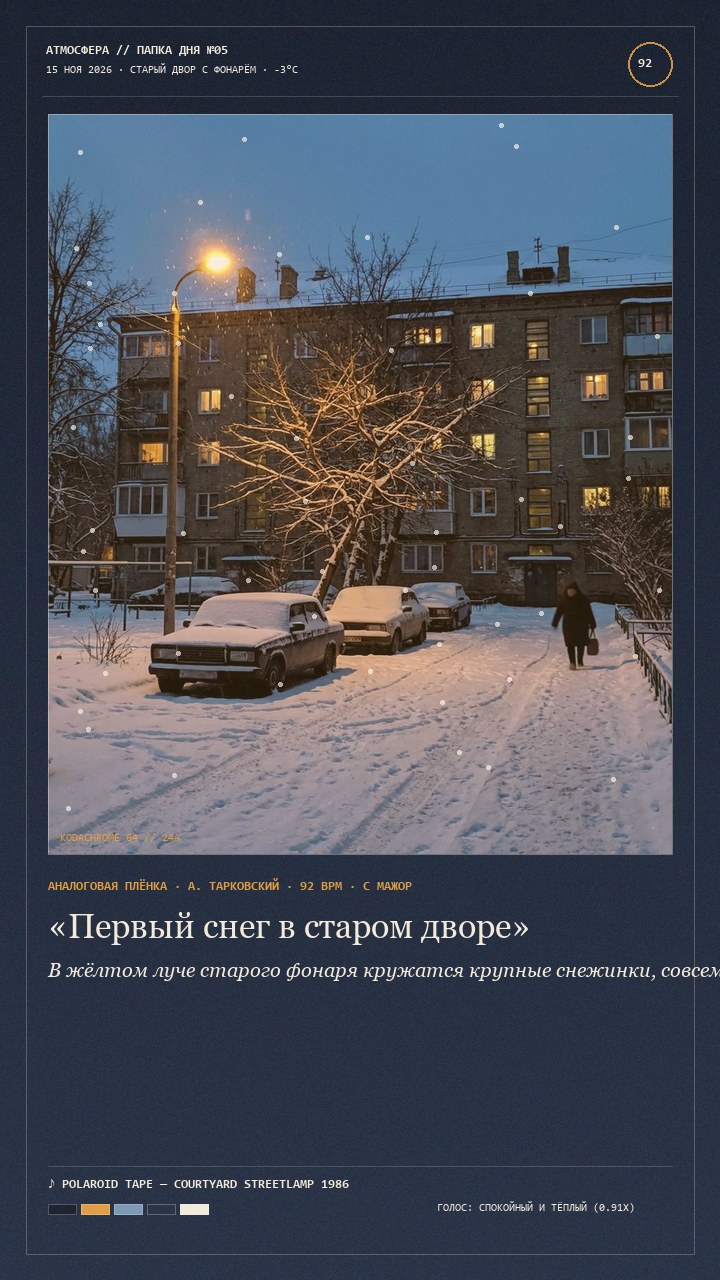 АТМОСФЕРА // ПАПКА ДНЯ №05
15 НОЯ 2026 · СТАРЫЙ ДВОР С ФОНАРЁМ · -3°C
92
KODACHROME 64 // 24A
АНАЛОГОВАЯ ПЛЁНКА · А. ТАРКОВСКИЙ · 92 BPM · C МАЖОР
«Первый снег в старом дворе»
В жёлтом луче старого фонаря кружатся крупные снежинки, совсем
♪ POLAROID TAPE — COURTYARD STREETLAMP 1986
ГОЛОС: СПОКОЙНЫЙ И ТЁПЛЫЙ (0.91X)